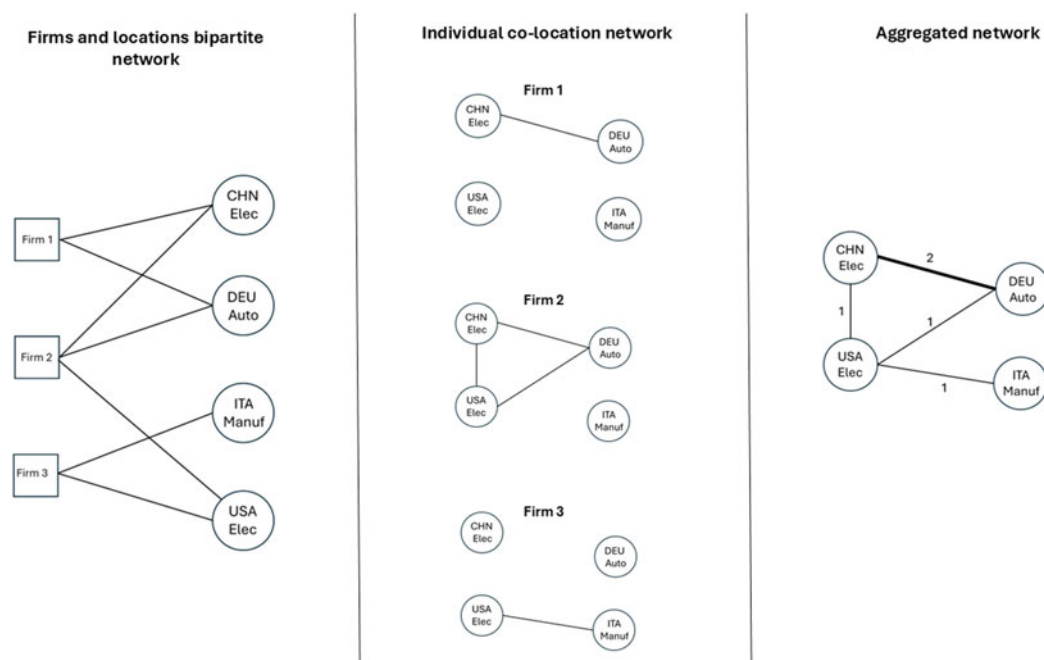 Firms and locations bipartite
network
Firm 1
Firm 2
Firm 3
CHN
Elec
DEU
Auto
ITA
Manuf
USA
Elec
Individual co-location network
Firm 1
CHN
Elec
DEU
Auto
USA
Elec
ITA
Manuf
Firm 2
CHN
Elec
DEU
Auto
USA
Elec
ITA
Manuf
Firm 3
CHN
Elec
DEU
Auto
USA
Elec
ITA
Manuf
Aggregated network
CHN
Elec
2
DEU
Auto
1
1
USA
Elec
1
ITA
Manuf